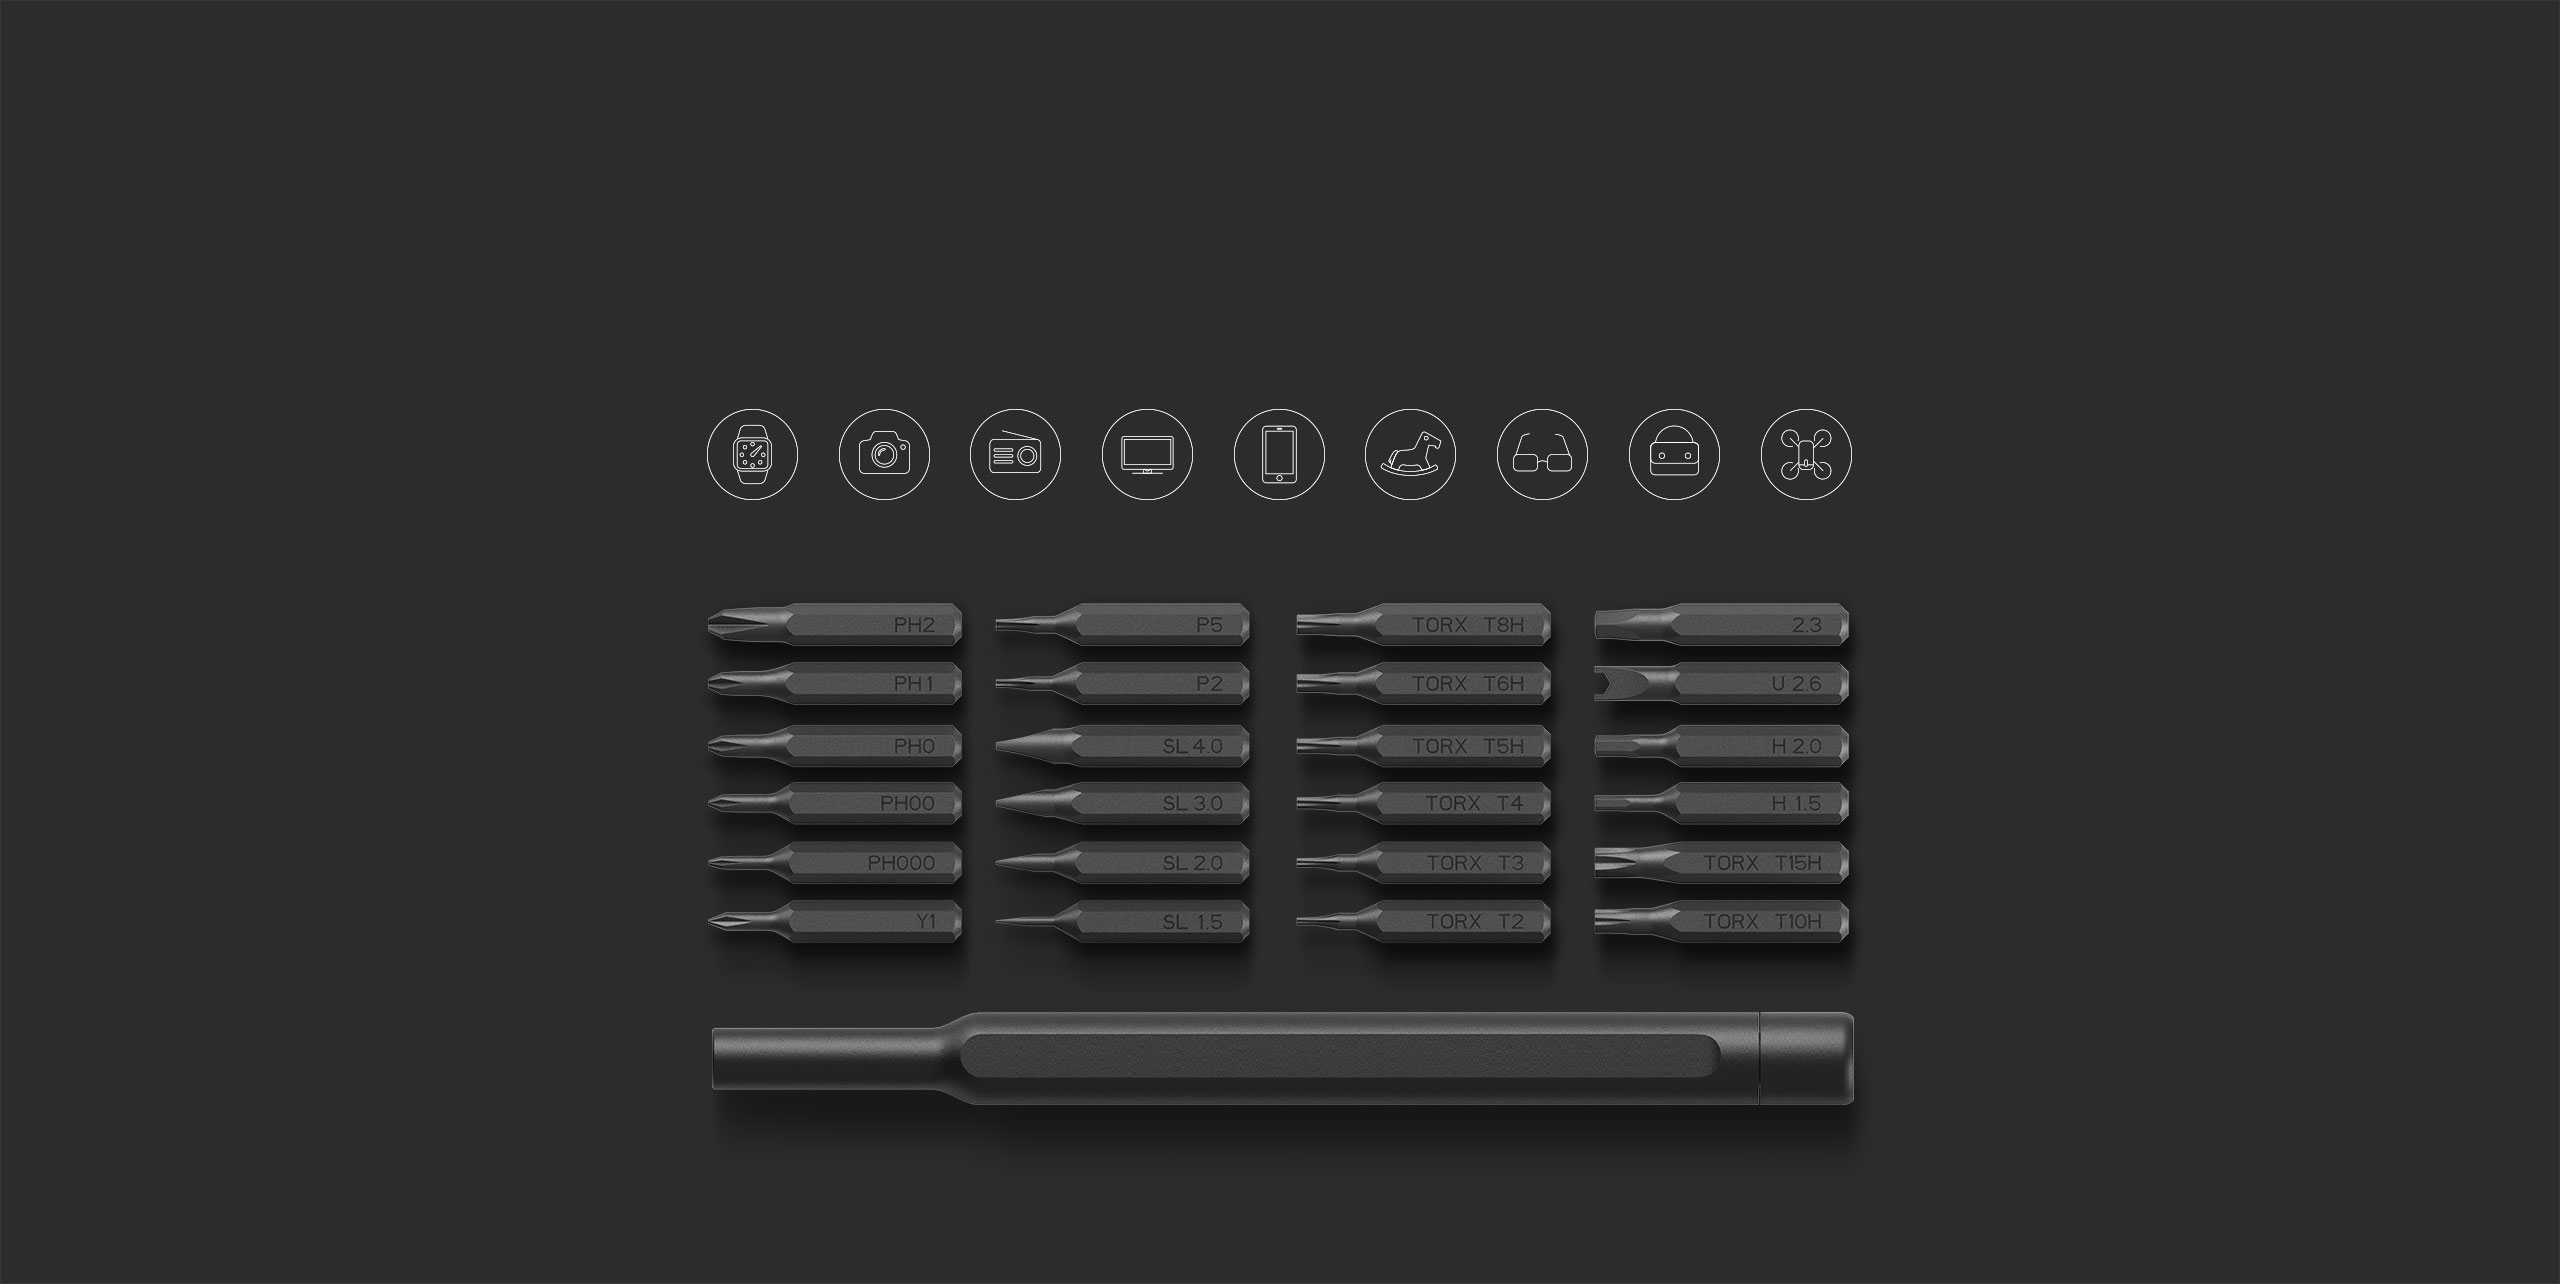 PH2
PH1
PH0
PH00
PH000
Y1
P5
P2
SL 4.0
SL 3.0
SL 2.0
SL 1.5
TORX T8H
TORX T6H
TORX T5H
TORX T4
TORX T3
TORX T2
2.3
U 2.6
H 2.0
H 1.5
TORX T15H
TORX T10H